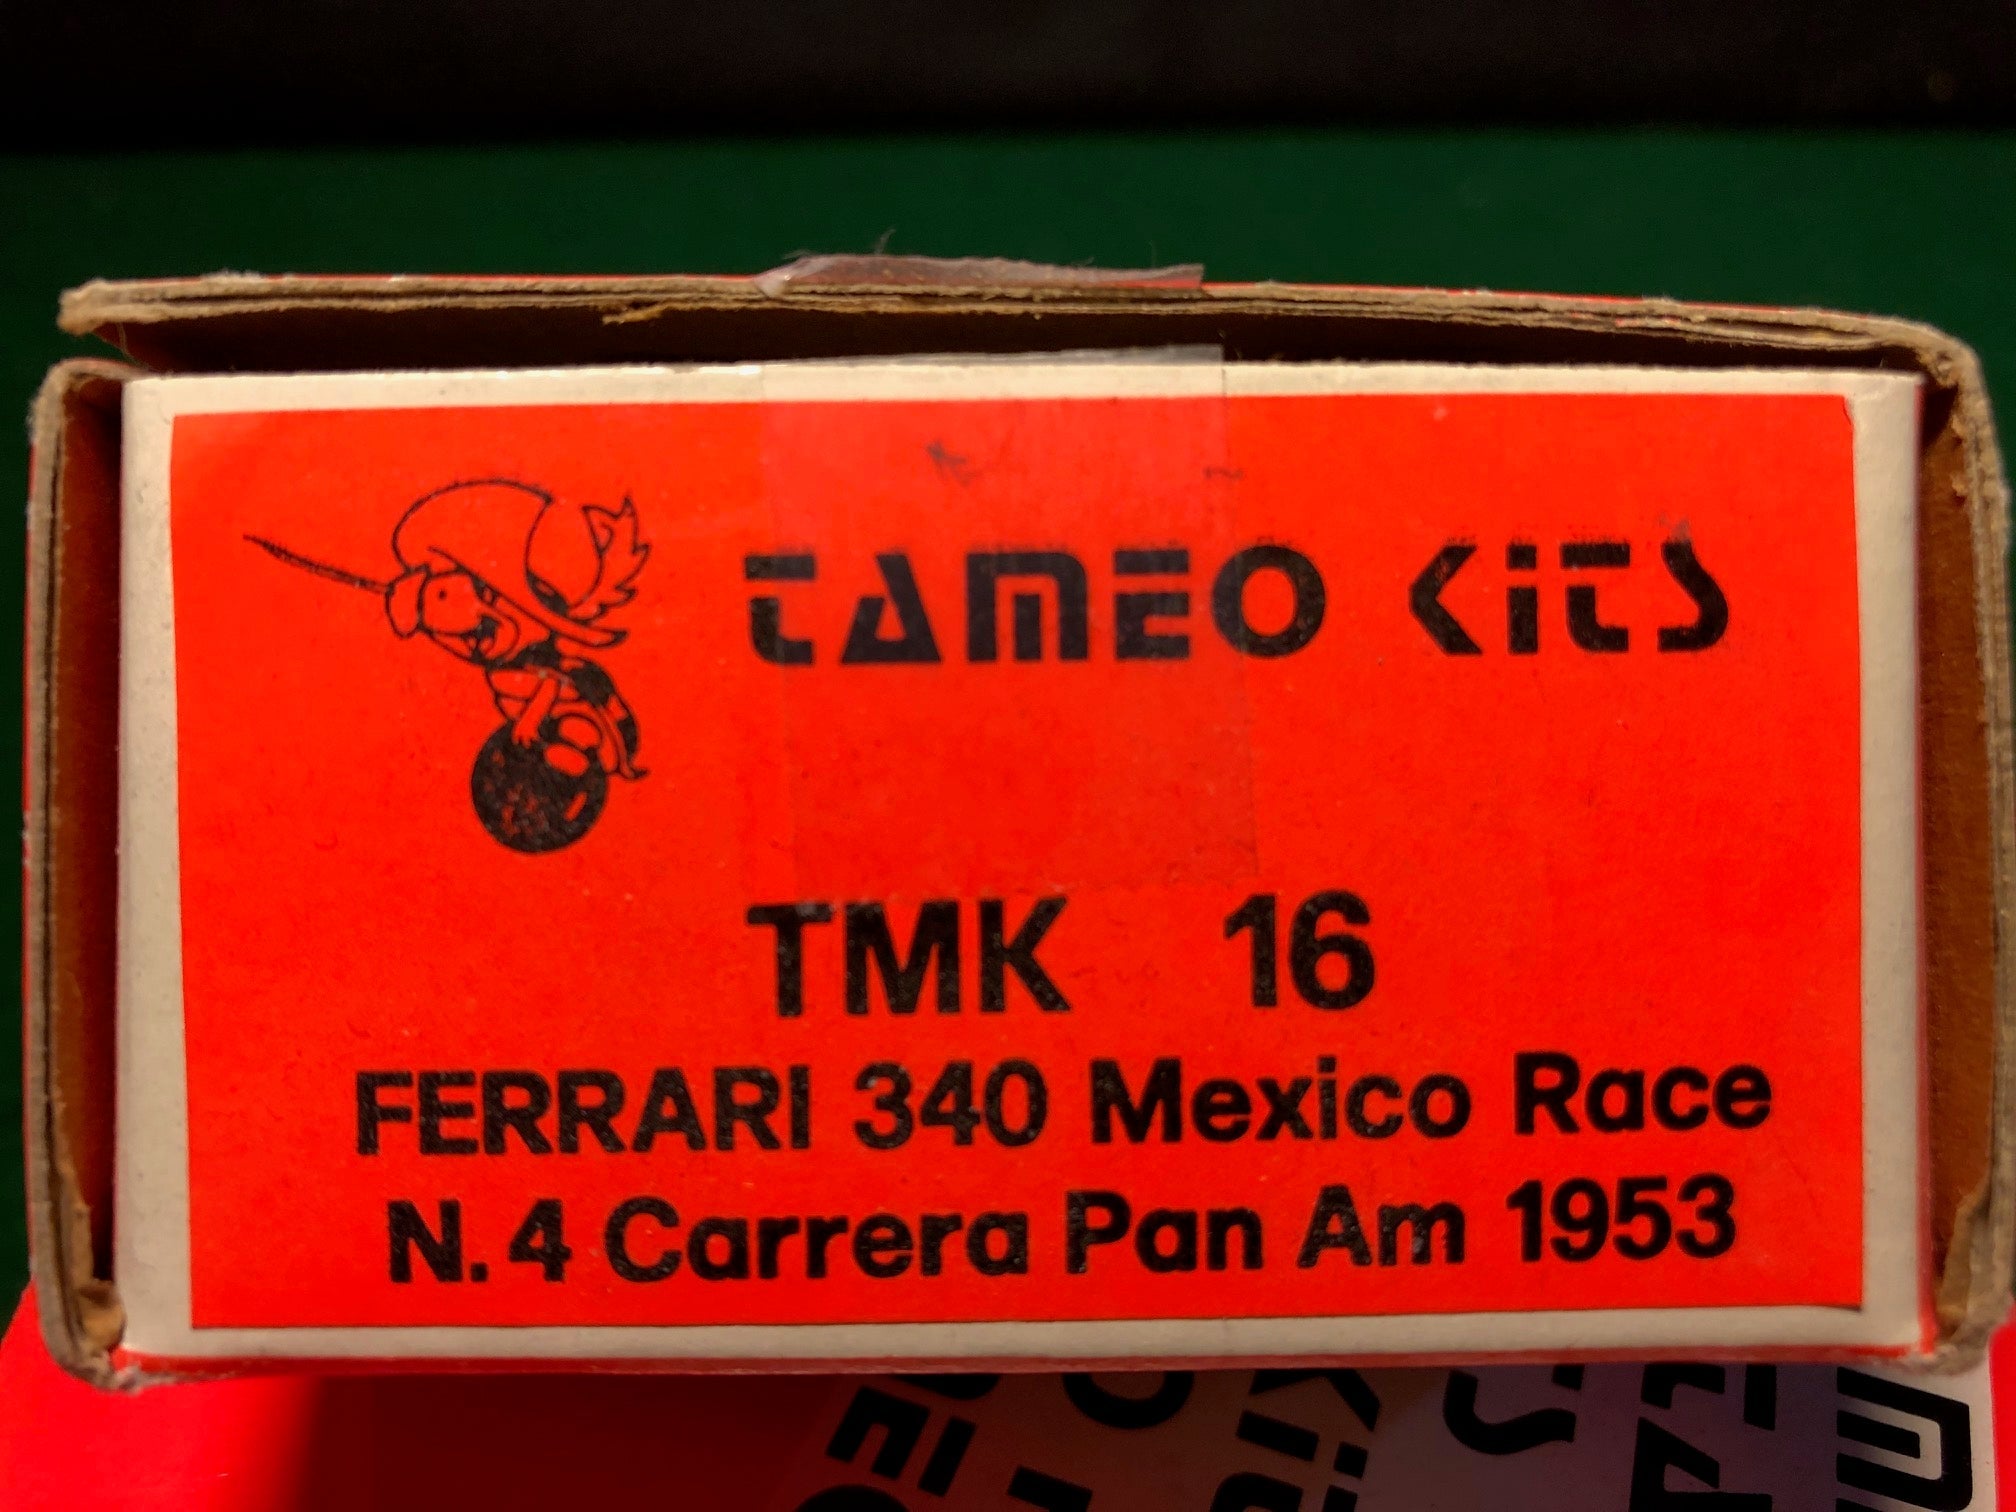 TAMEO KiTS
TMK 16
FERRARI 340 Mexico Race
N. 4 Carrera Pan Am 1953